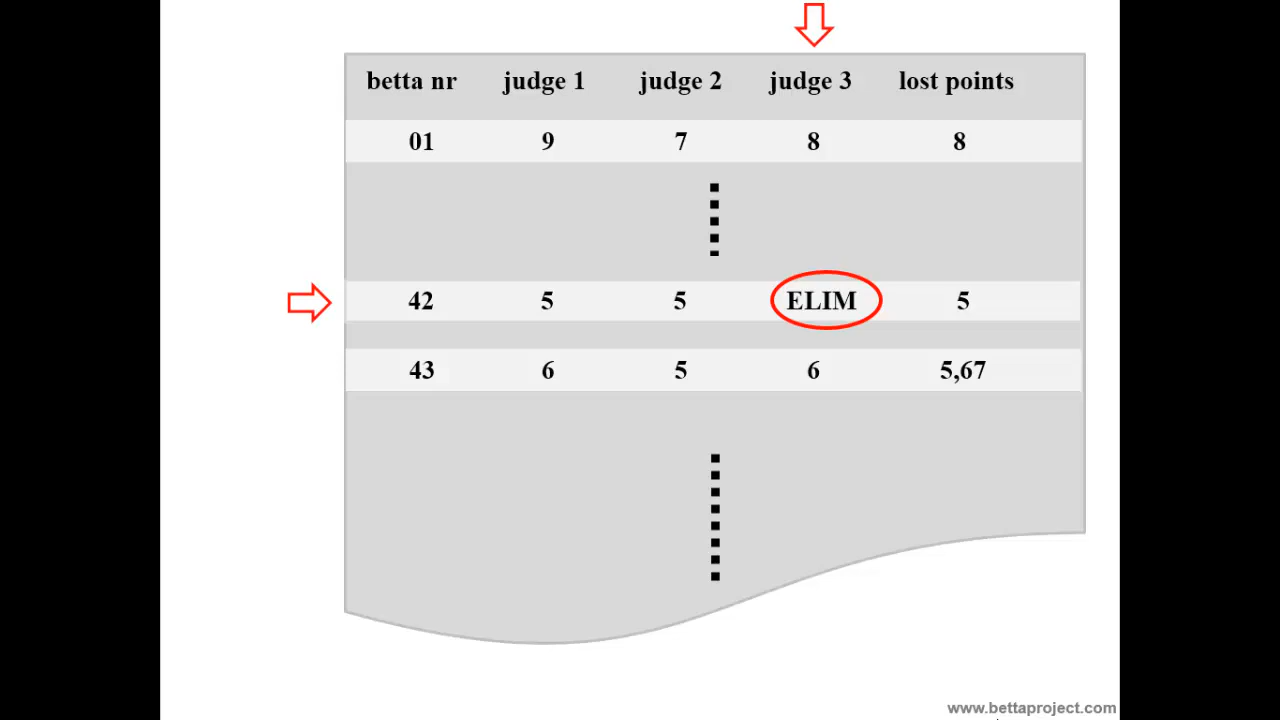 betta nr judge 1 judge 2 judge 3 lost points
01 9 7 8 8
42 5 5 ELIM 5
43 6 5 6 5,67
www.bettaproject.com